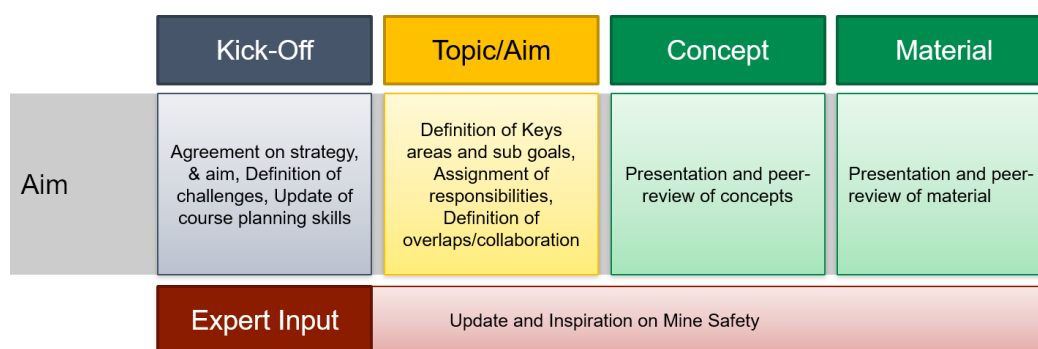 Kick-Off
Topic/Aim
Concept
Material
Aim
Agreement on strategy,
& aim, Definition of
challenges, Update of
course planning skills
Definition of Keys
areas and sub goals,
Assignment of
responsibilities,
Definition of
overlaps/collaboration
Presentation and peer-
review of concepts
Presentation and peer-
review of material
Expert Input
Update and Inspiration on Mine Safety